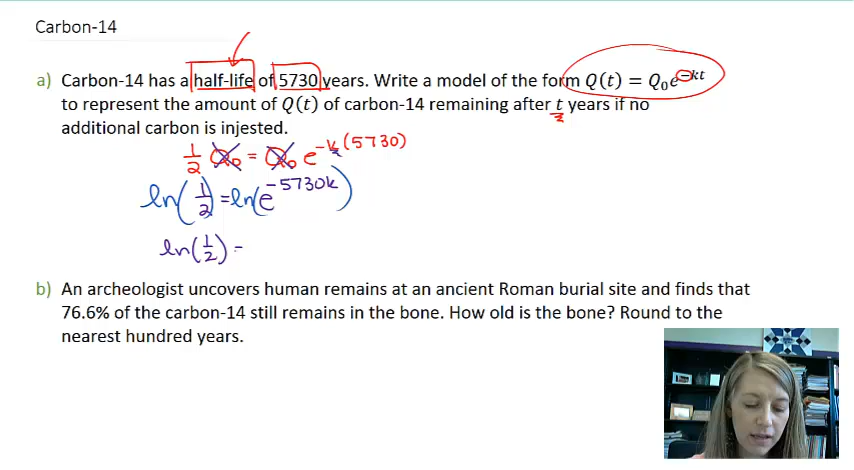 Carbon-14
a) Carbon-14 has a half-life of 5730 years. Write a model of the form Q(t) = Q₀e^−kt
to represent the amount of Q(t) of carbon-14 remaining after t years if no
additional carbon is injested.
1/2 Q₀ = Q₀ e^−k(5730)
ln(1/2) = ln(e^−5730k)
ln(1/2) =
b) An archeologist uncovers human remains at an ancient Roman burial site and finds that
76.6% of the carbon-14 still remains in the bone. How old is the bone? Round to the
nearest hundred years.